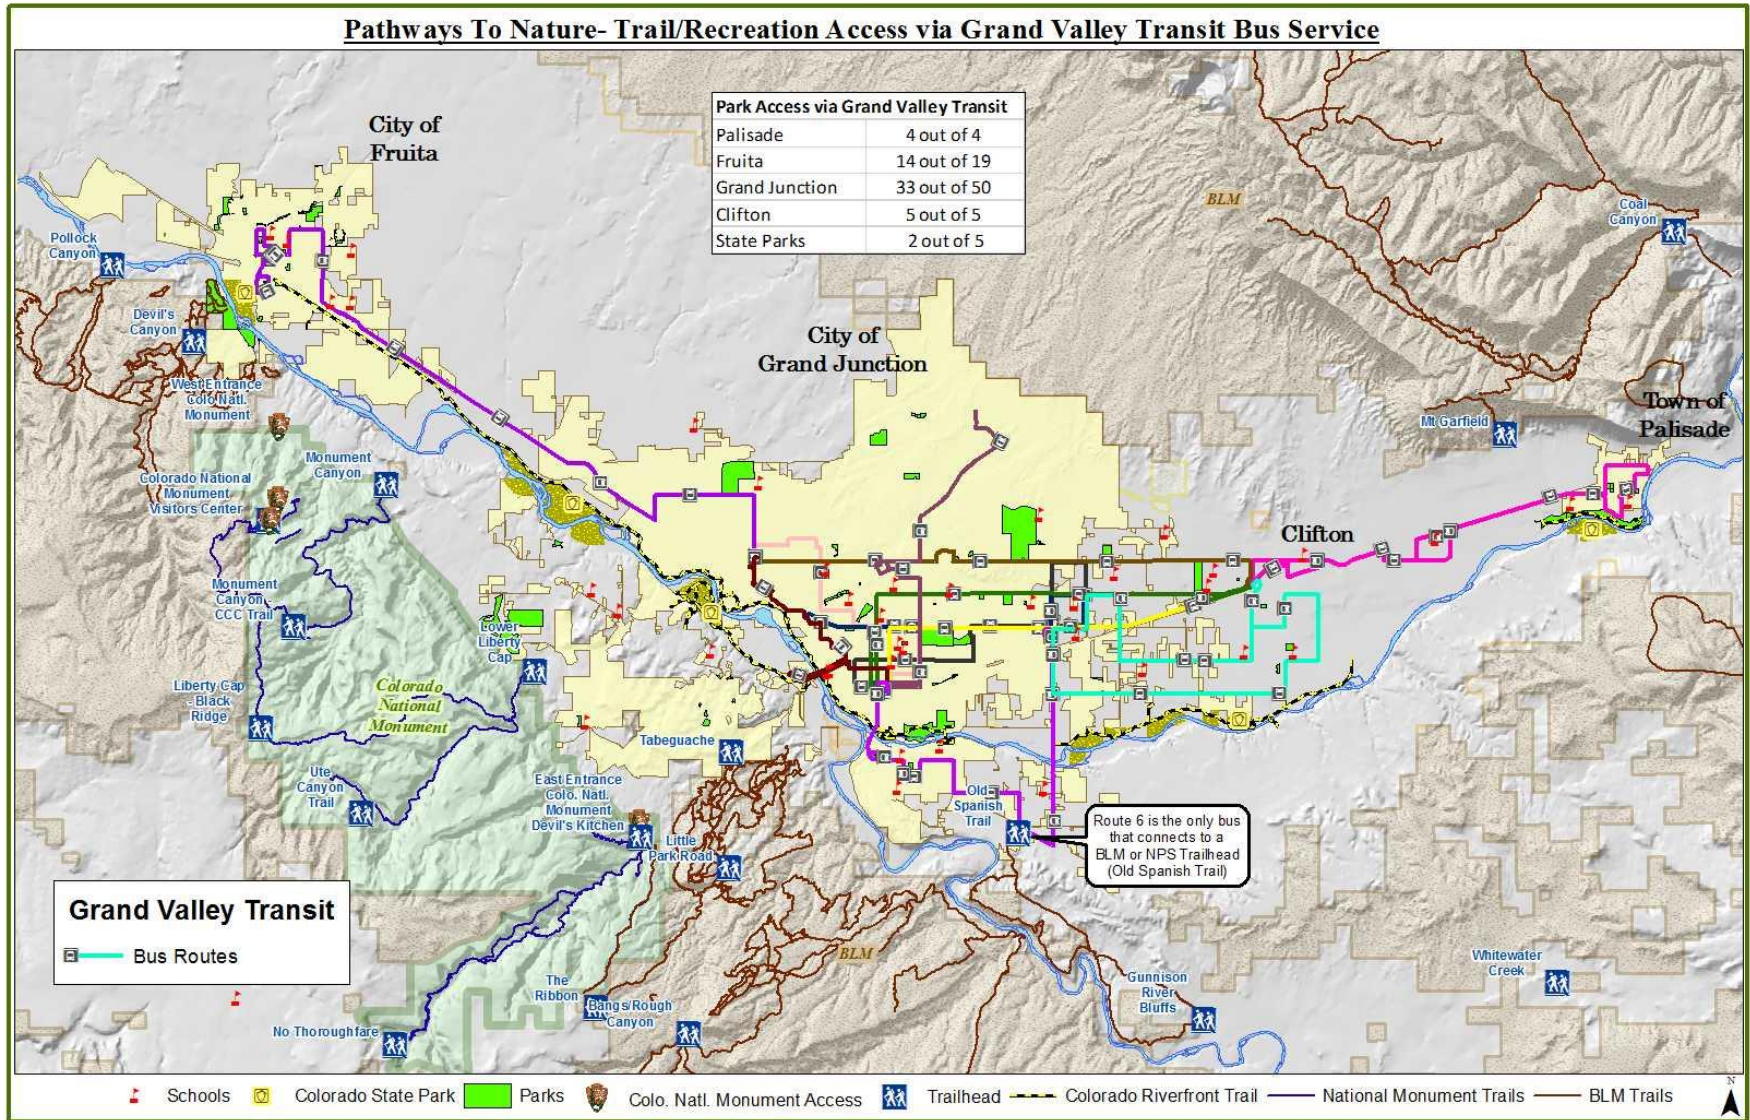 Pathways To Nature- Trail/Recreation Access via Grand Valley Transit Bus Service
City of
Fruita
Park Access via Grand Valley Transit
Palisade 4 out of 4
Fruita 14 out of 19
Grand Junction 33 out of 50
Clifton 5 out of 5
State Parks 2 out of 5
BLM
Coal
Canyon
Pollock
Canyon
Devil's
Canyon
City of
Grand Junction
West Entrance
Colo Natl.
Monument
Town of
Palisade
Mt Garfield
Monument
Canyon
Colorado National
Monument
Visitors Center
Clifton
Monument
Canyon -
CCC Trail
Lower
Liberty
Cap
Liberty Cap
- Black
Ridge
Colorado
National
Monument
Tabeguache
Ute
Canyon
Trail
East Entrance
Colo. Natl.
Monument
Devil's Kitchen
Old
Spanish
Trail
Route 6 is the only bus
that connects to a
BLM or NPS Trailhead
(Old Spanish Trail)
Little
Park Road
Grand Valley Transit
Bus Routes
BLM
Whitewater
Creek
The
Ribbon
Bangs/Rough
Canyon
Gunnison
River
Bluffs
No Thoroughfare
Schools Colorado State Park Parks Colo. Natl. Monument Access Trailhead Colorado Riverfront Trail National Monument Trails BLM Trails
N